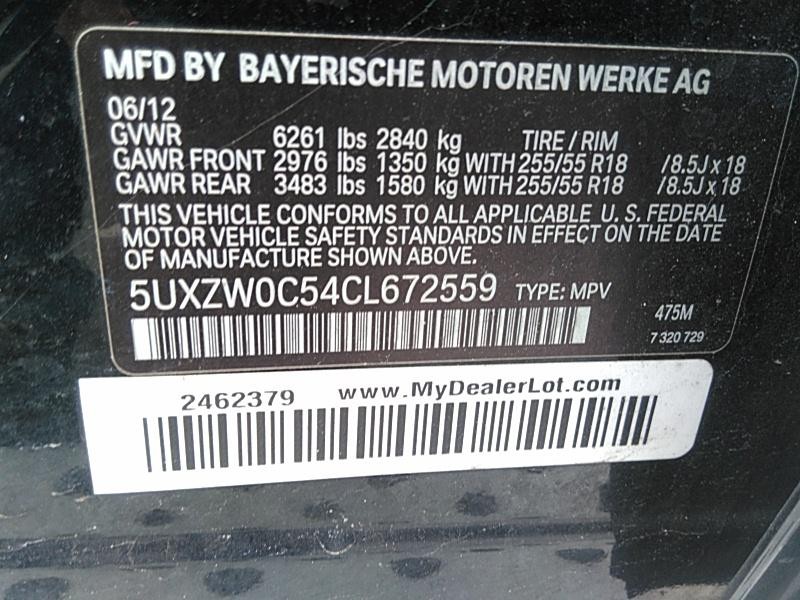 MFD BY BAYERISCHE MOTOREN WERKE AG
06/12
GVWR 6261 lbs 2840 kg TIRE / RIM
GAWR FRONT 2976 lbs 1350 kg WITH 255/55 R18 /8.5J x 18
GAWR REAR 3483 lbs 1580 kg WITH 255/55 R18 /8.5J x 18
THIS VEHICLE CONFORMS TO ALL APPLICABLE U. S. FEDERAL
MOTOR VEHICLE SAFETY STANDARDS IN EFFECT ON THE DATE
OF MANUFACTURE SHOWN ABOVE.
5UXZW0C54CL672559 TYPE: MPV
475M
7 320 729
2462379 www.MyDealerLot.com